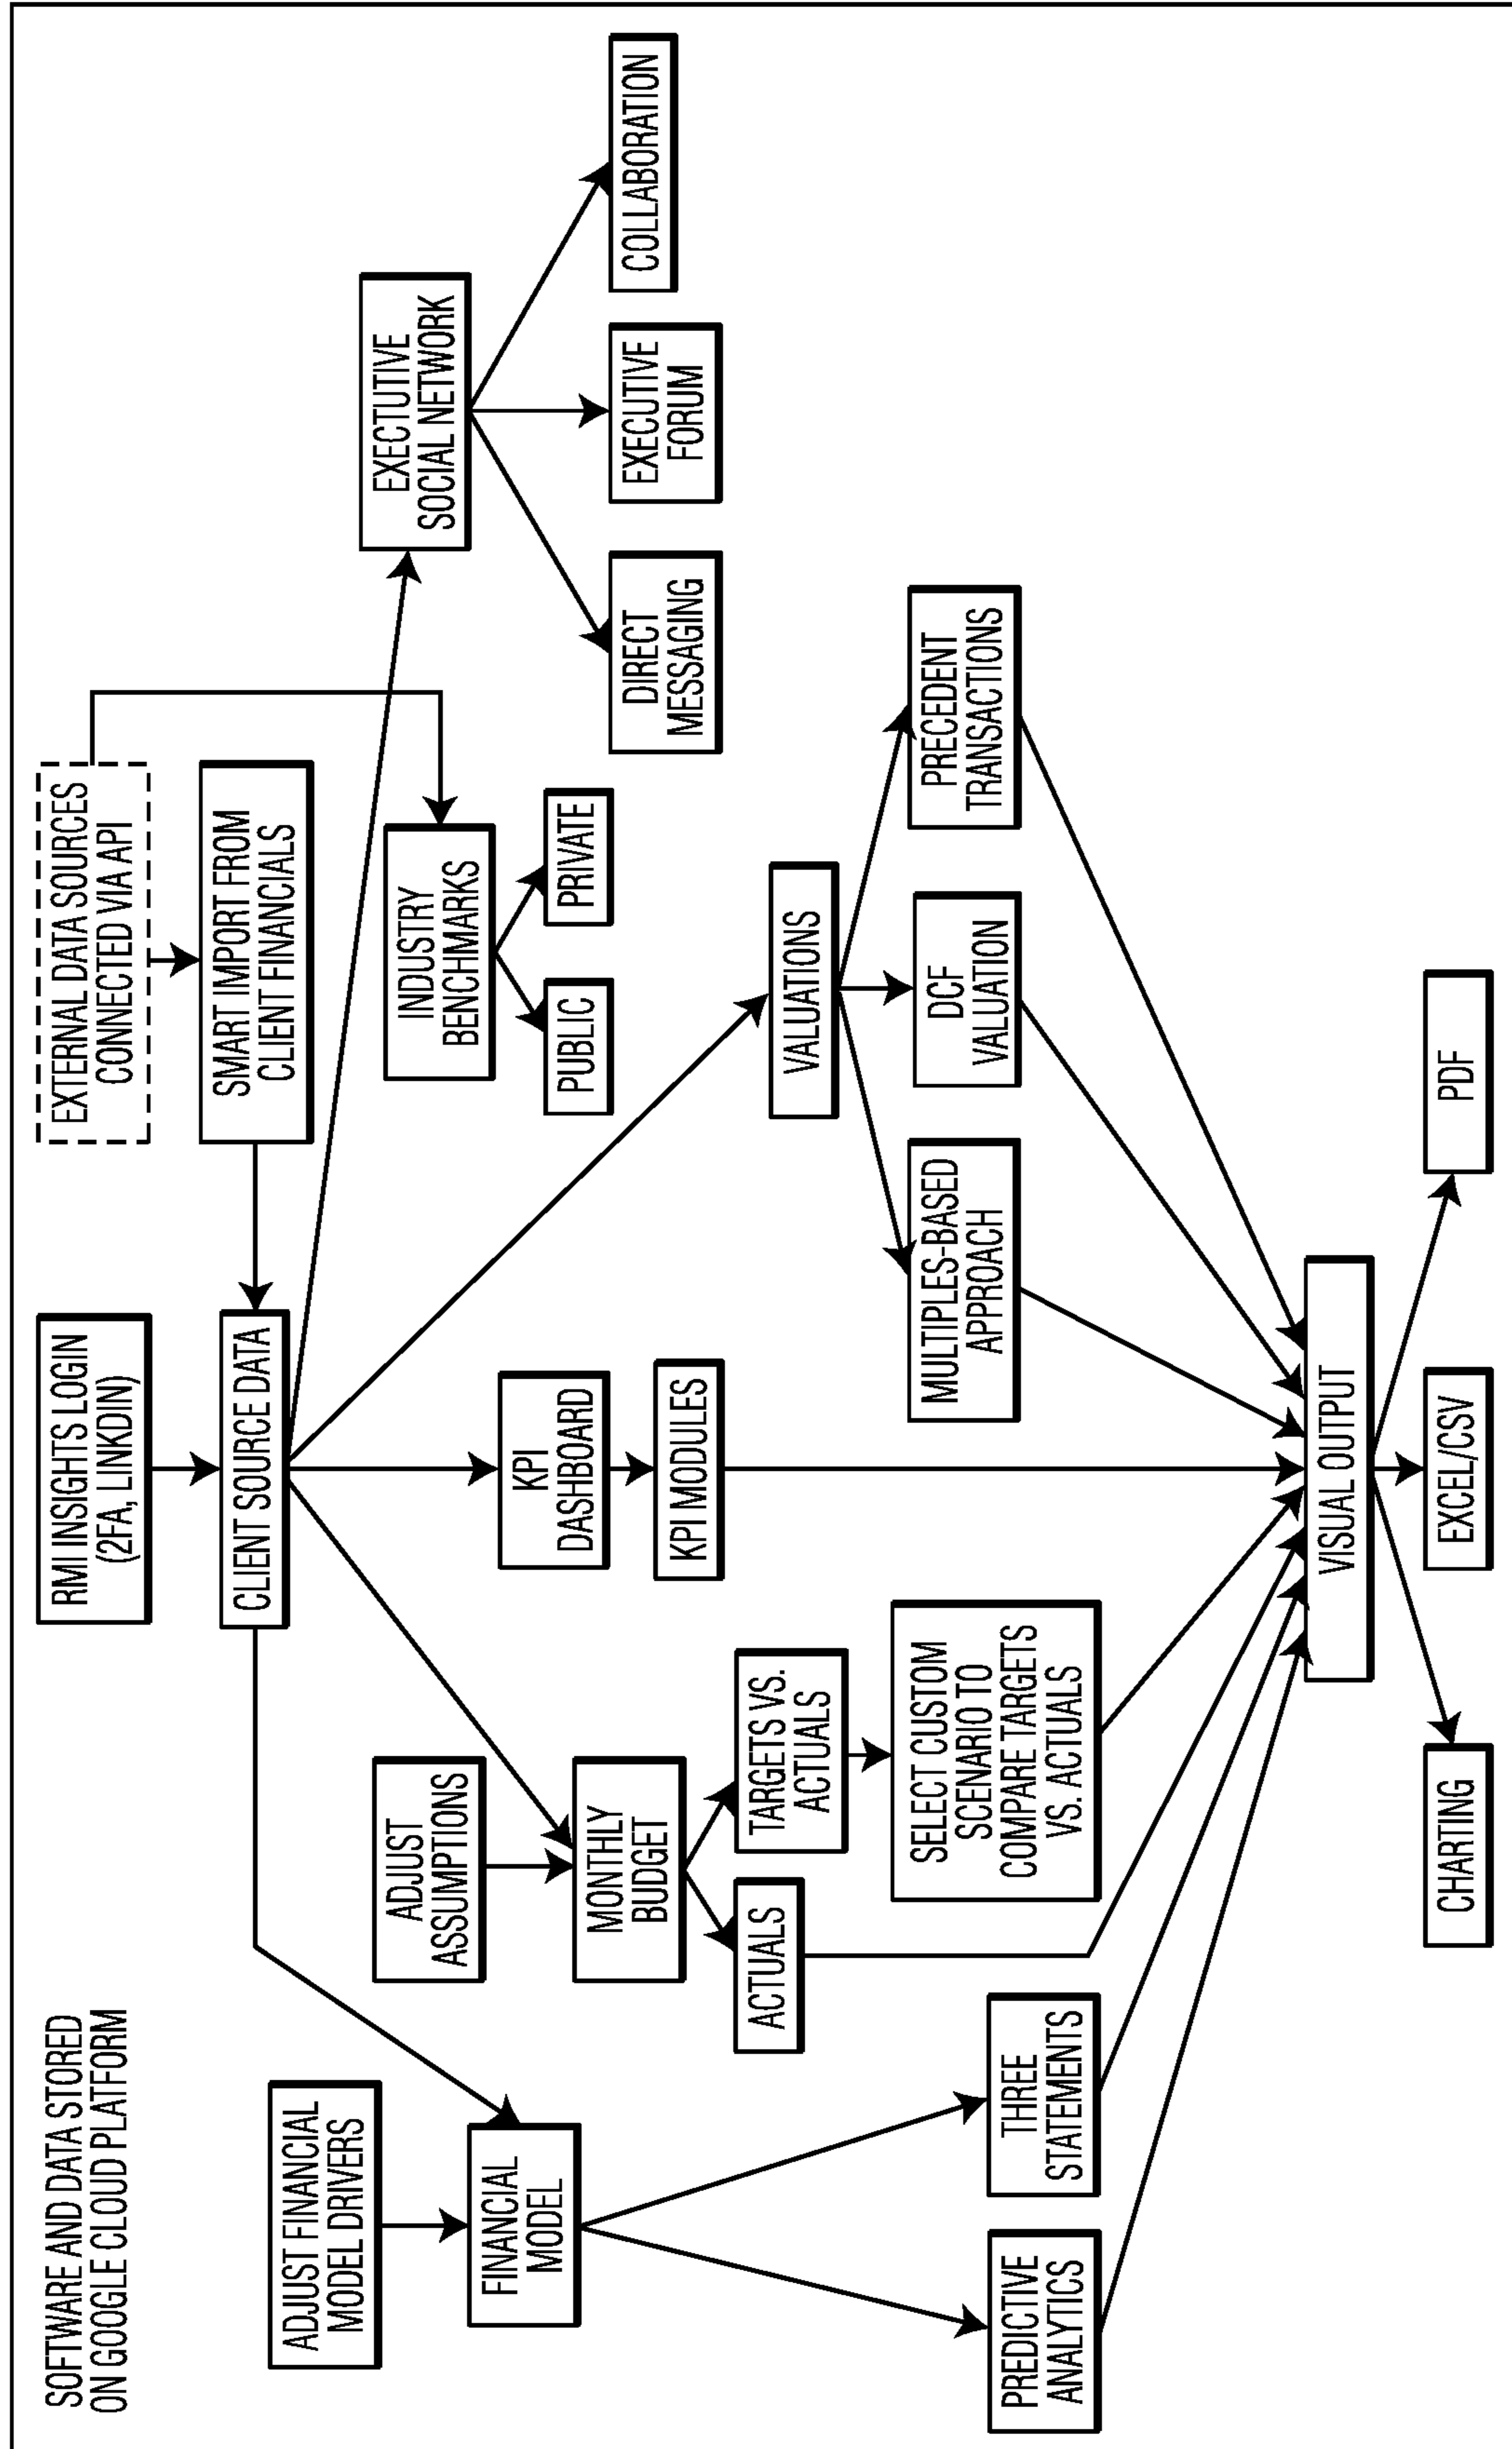 SOFTWARE AND DATA STORED
ON GOOGLE CLOUD PLATFORM
RMI INSIGHTS LOGIN
(2FA, LINKDIN)
EXTERNAL DATA SOURCES
CONNECTED VIA API
CLIENT SOURCE DATA
SMART IMPORT FROM
CLIENT FINANCIALS
ADJUST FINANCIAL
MODEL DRIVERS
ADJUST
ASSUMPTIONS
INDUSTRY
BENCHMARKS
EXECTUTIVE
SOCIAL NETWORK
FINANCIAL
MODEL
MONTHLY
BUDGET
KPI
DASHBOARD
PUBLIC
PRIVATE
KPI MODULES
DIRECT
MESSAGING
EXECUTIVE
FORUM
COLLABORATION
ACTUALS
TARGETS VS.
ACTUALS
VALUATIONS
PREDICTIVE
ANALYTICS
THREE
STATEMENTS
SELECT CUSTOM
SCENARIO TO
COMPARE TARGETS
VS. ACTUALS
MULTIPLES-BASED
APPROACH
DCF
VALUATION
PRECEDENT
TRANSACTIONS
VISUAL OUTPUT
CHARTING
EXCEL/CSV
PDF